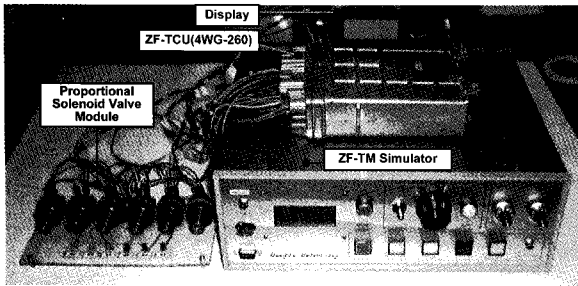 Display
ZF-TCU(4WG-260)
Proportional
Solenoid Valve
Module
ZF-TM Simulator